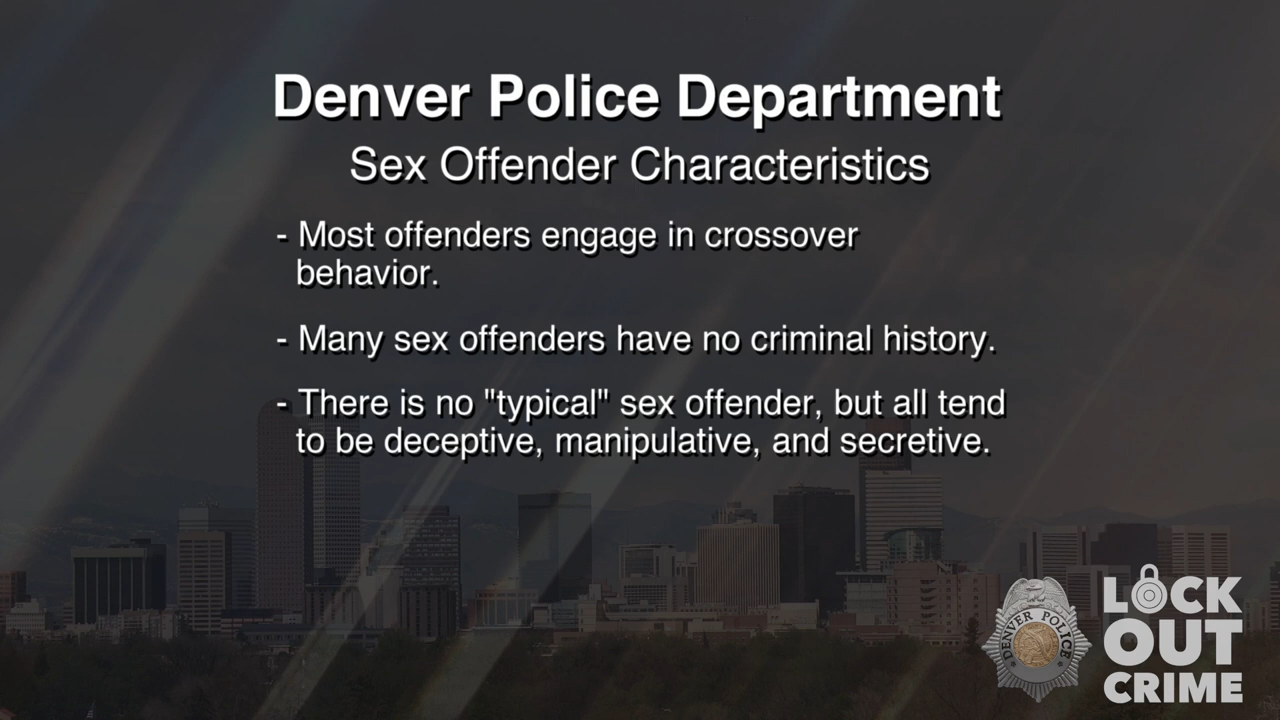 Denver Police Department
Sex Offender Characteristics
- Most offenders engage in crossover
behavior.
- Many sex offenders have no criminal history.
- There is no "typical" sex offender, but all tend
to be deceptive, manipulative, and secretive.
DENVER POLICE
LOCK
OUT
CRIME